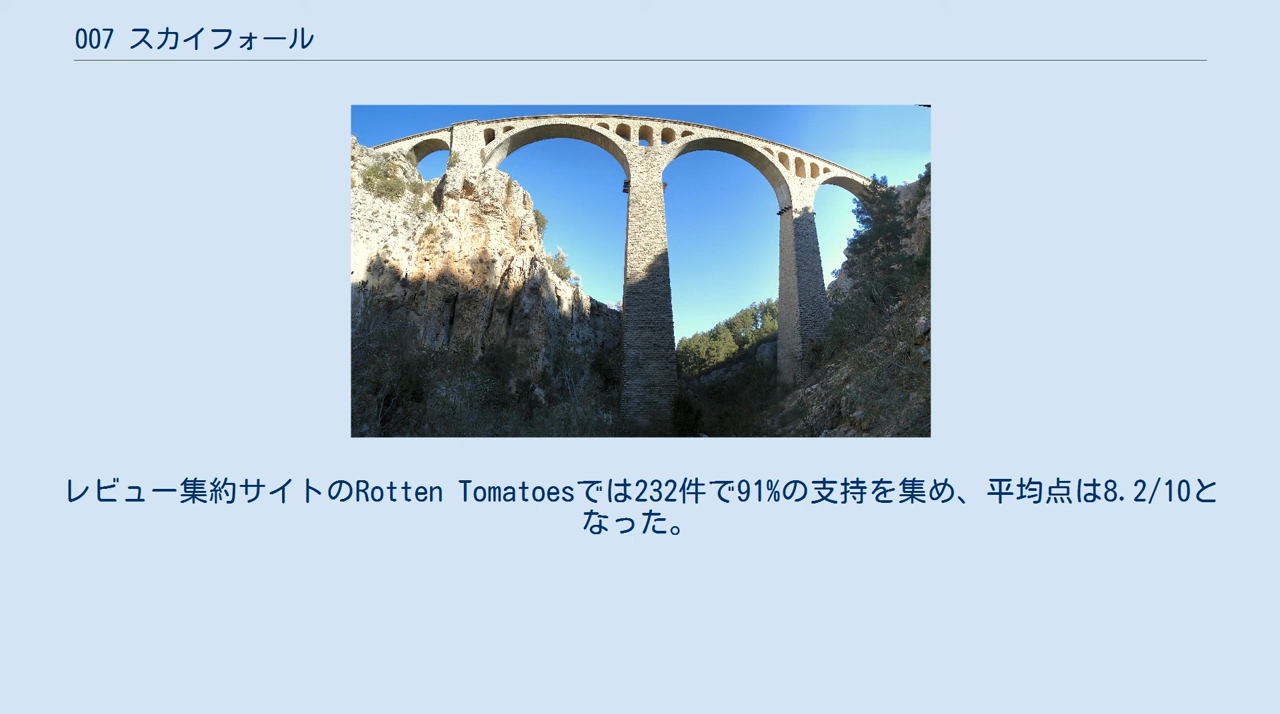 007 スカイフォール
レビュー集約サイトのRotten Tomatoesでは232件で91%の支持を集め、平均点は8.2/10と
なった。